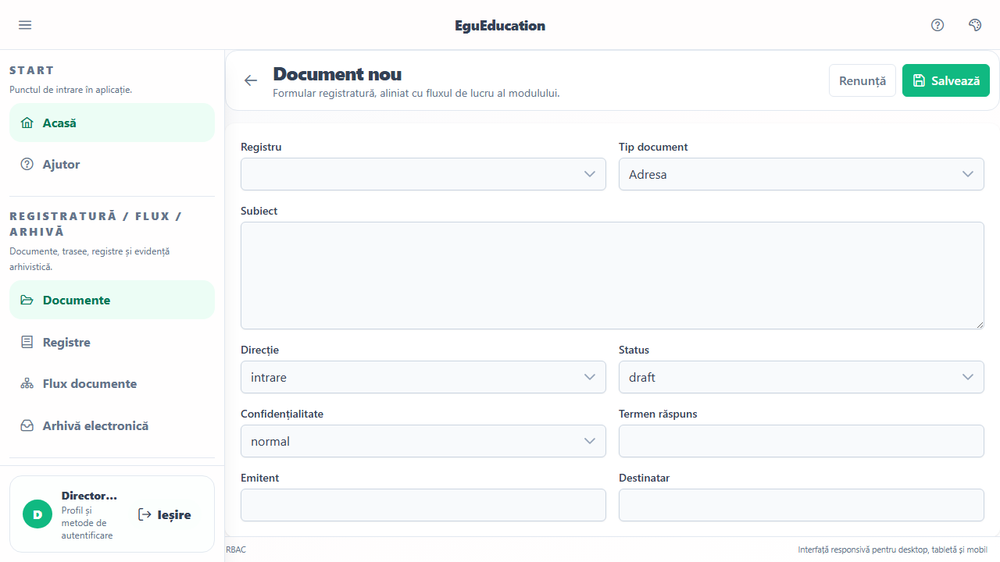 EguEducation
START
Punctul de intrare în aplicație.
Acasă
Ajutor
REGISTRATURĂ / FLUX /
ARHIVĂ
Documente, trasee, registre și evidență
arhivistică.
Documente
Registre
Flux documente
Arhivă electronică
D
Director...
Profil și
metode de
autentificare
Ieșire
Document nou
Formular registratură, aliniat cu fluxul de lucru al modulului.
Renunță
Salvează
Registru
Tip document
Adresa
Subiect
Direcție
Status
intrare
draft
Confidențialitate
Termen răspuns
normal
Emitent
Destinatar
RBAC
Interfață responsivă pentru desktop, tabletă și mobil